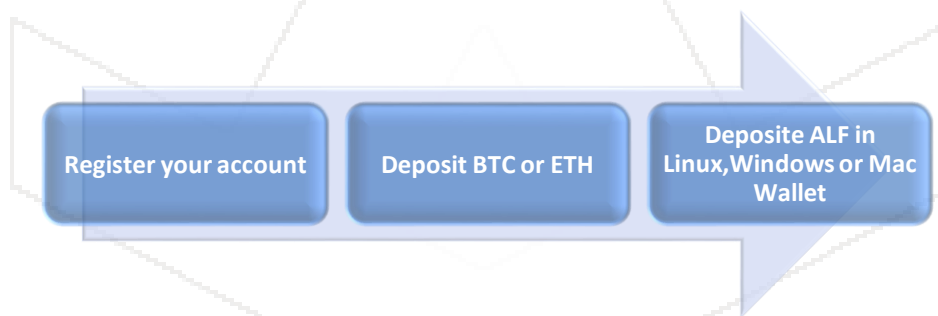 Register your account
Deposit BTC or ETH
Deposite ALF in
Linux,Windows or Mac
Wallet